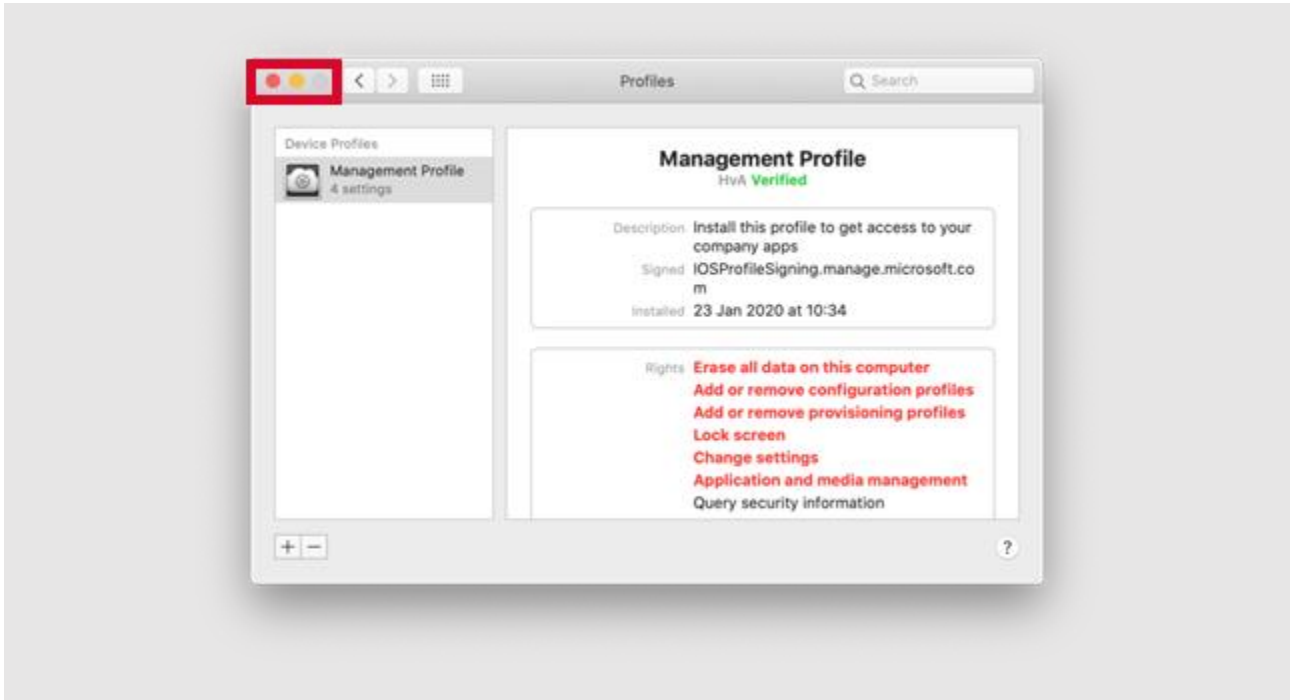 Profiles
Search
Device Profiles
Management Profile
4 settings
Management Profile
HvA Verified
Description Install this profile to get access to your
company apps
Signed IOSProfileSigning.manage.microsoft.co
m
Installed 23 Jan 2020 at 10:34
Rights Erase all data on this computer
Add or remove configuration profiles
Add or remove provisioning profiles
Lock screen
Change settings
Application and media management
Query security information
+ −
?